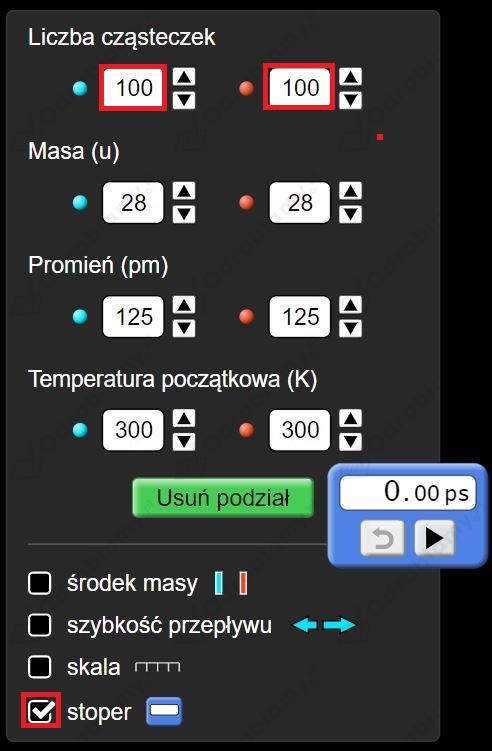 Liczba cząsteczek
100 100
Masa (u)
28 28
Promień (pm)
125 125
Temperatura początkowa (K)
300 300
Usuń podział
0.00 ps
środek masy
szybkość przepływu
skala
stoper